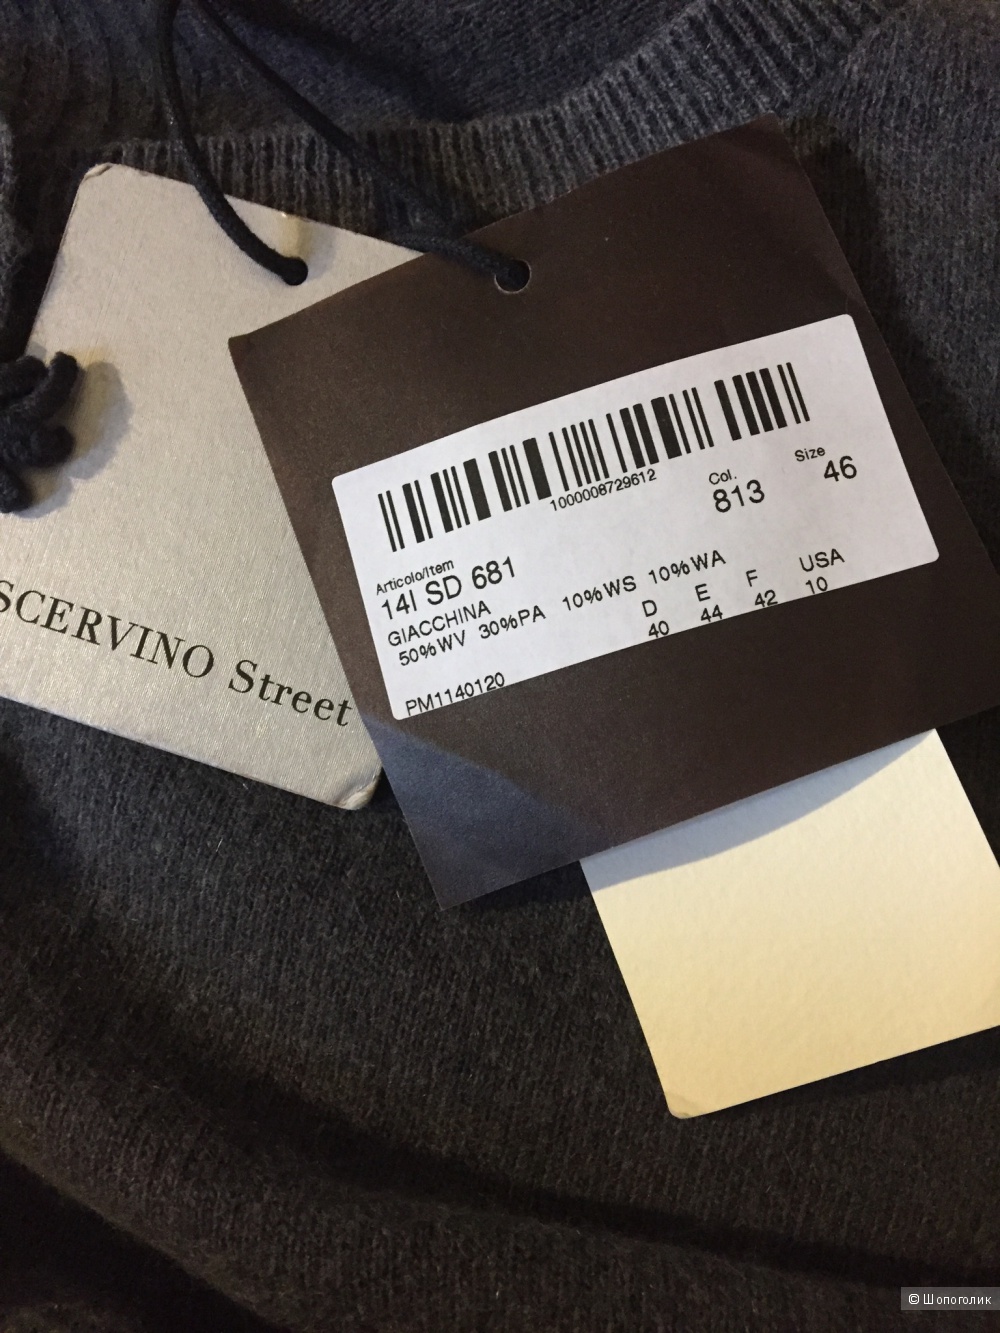 SCERVINO Street
1000008729612
Col.
813
Size
46
Articolo/Item
14I SD 681
GIACCHINA
50%WV 30%PA 10%WS 10%WA
D E F USA
40 44 42 10
PM1140120
© Шопоголик